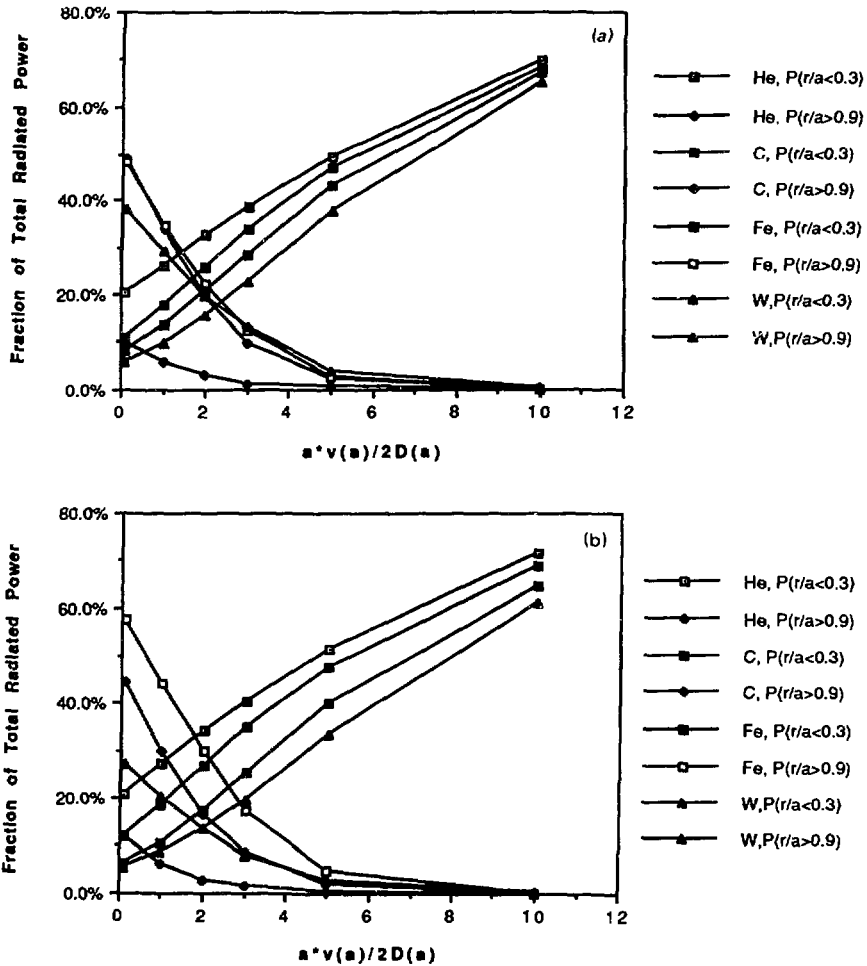 80.0%
60.0%
40.0%
20.0%
0.0%
Fraction of Total Radiated Power
(a)
0 2 4 6 8 10 12
a*v(a)/2D(a)
He, P(r/a<0.3)
He, P(r/a>0.9)
C, P(r/a<0.3)
C, P(r/a>0.9)
Fe, P(r/a<0.3)
Fe, P(r/a>0.9)
W,P(r/a<0.3)
W,P(r/a>0.9)
80.0%
60.0%
40.0%
20.0%
0.0%
Fraction of Total Radiated Power
(b)
0 2 4 6 8 10 12
a*v(a)/2D(a)
He, P(r/a<0.3)
He, P(r/a>0.9)
C, P(r/a<0.3)
C, P(r/a>0.9)
Fe, P(r/a<0.3)
Fe, P(r/a>0.9)
W,P(r/a<0.3)
W,P(r/a>0.9)